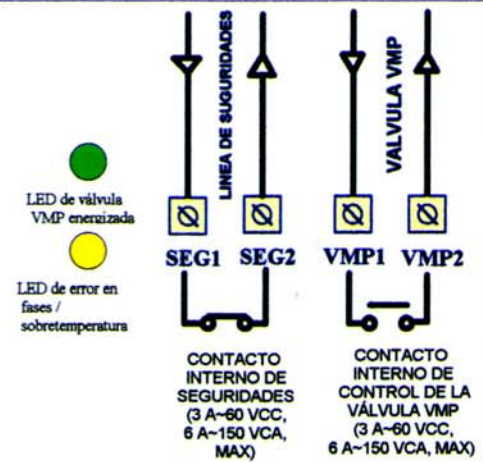 LINEA DE SUGURIDADES
VALVULA VMP
LED de válvula
VMP enenizada
LED de error en
fases /
sobretemperatura
SEG1 SEG2 VMP1 VMP2
CONTACTO
INTERNO DE
SEGURIDADES
(3 A~60 VCC,
6 A~150 VCA,
MAX)
CONTACTO
INTERNO DE
CONTROL DE LA
VÁLVULA VMP
(3 A~60 VCC,
6 A~150 VCA, MAX)